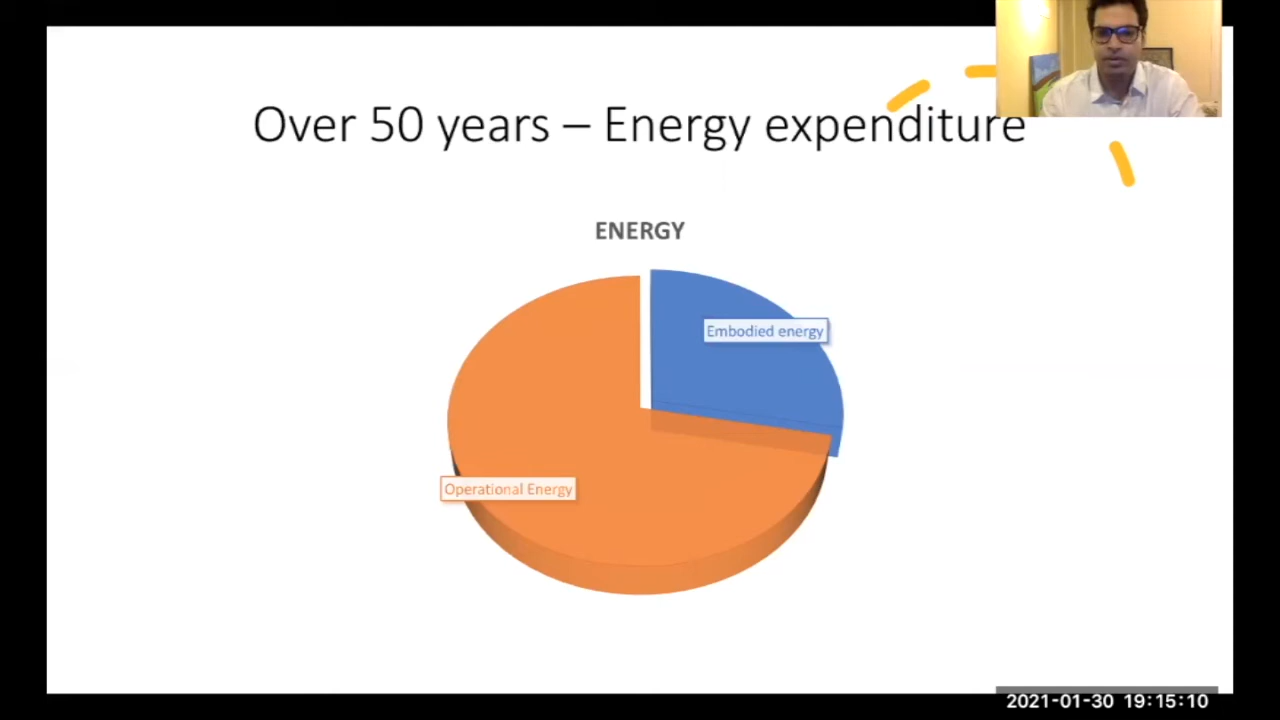 Over 50 years – Energy expenditure
ENERGY
Embodied energy
Operational Energy
2021-01-30 19:15:10